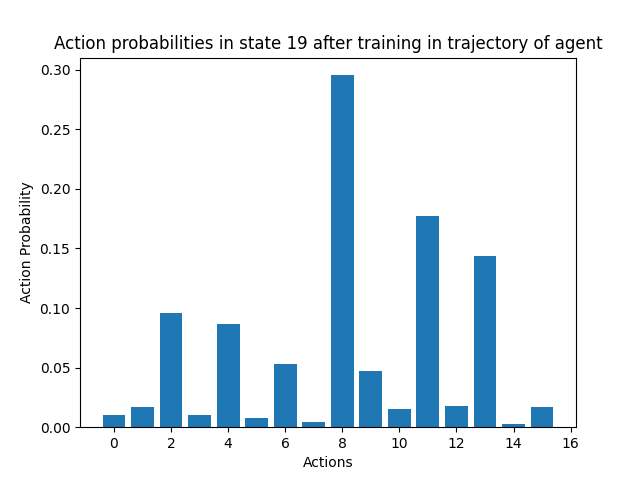 Action probabilities in state 19 after training in trajectory of agent
0.30
0.25
0.20
0.15
0.10
0.05
0.00
Action Probability
0 2 4 6 8 10 12 14 16
Actions